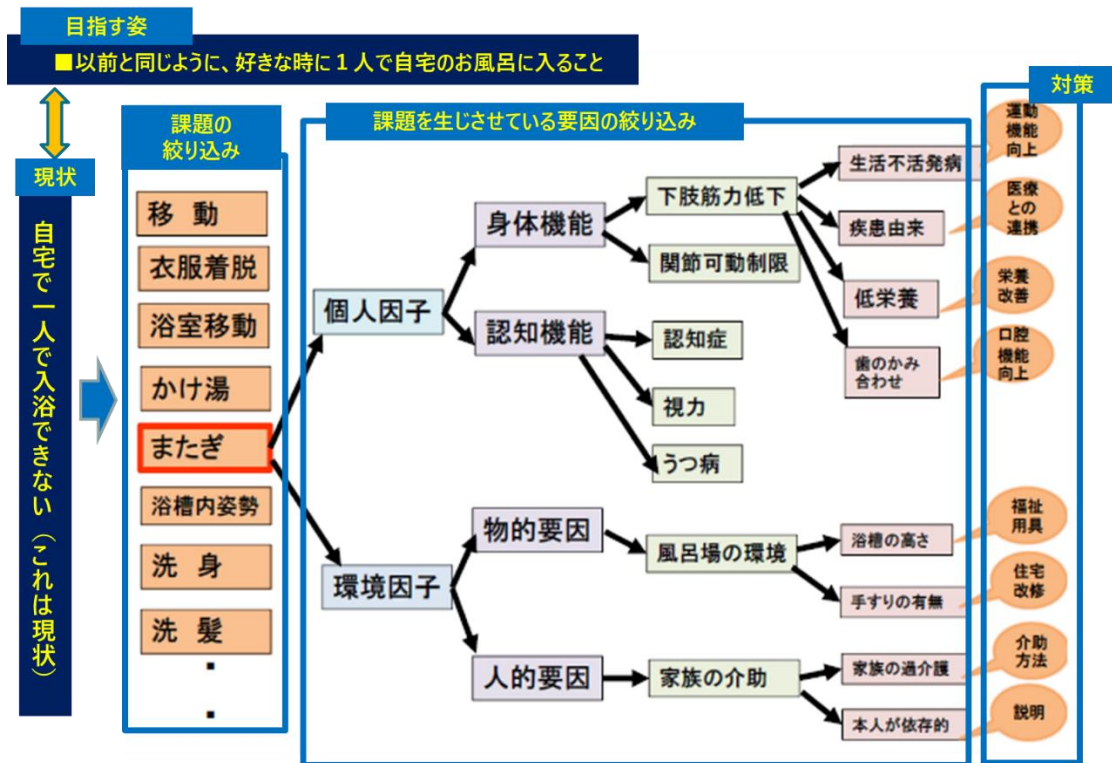 目指す姿
■以前と同じように、好きな時に１人で自宅のお風呂に入ること
現状
自宅で一人で入浴できない（これは現状）
課題の
絞り込み
移 動
衣服着脱
浴室移動
かけ湯
またぎ
浴槽内姿勢
洗 身
洗 髪
・
・
課題を生じさせている要因の絞り込み
個人因子
環境因子
身体機能
認知機能
物的要因
人的要因
下肢筋力低下
関節可動制限
認知症
視力
うつ病
風呂場の環境
家族の介助
生活不活発病
疾患由来
低栄養
歯のかみ
合わせ
浴槽の高さ
手すりの有無
家族の過介護
本人が依存的
対策
運動
機能
向上
医療
との
連携
栄養
改善
口腔
機能
向上
福祉
用具
住宅
改修
介助
方法
説明